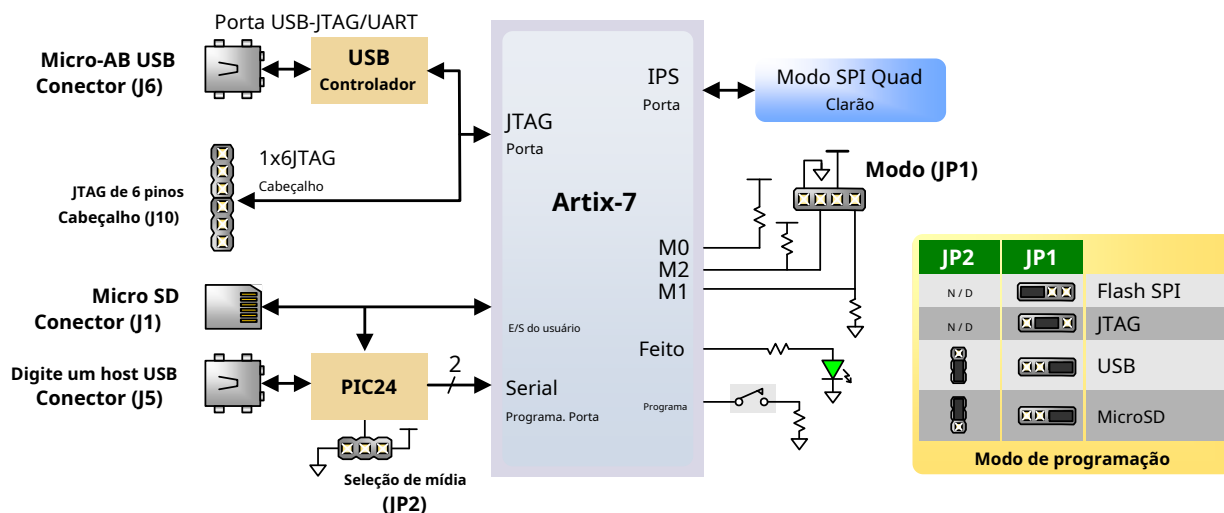 Porta USB-JTAG/UART
Micro-AB USB
Conector (J6)
USB
Controlador
1x6JTAG
Cabeçalho
JTAG de 6 pinos
Cabeçalho (J10)
Micro SD
Conector (J1)
Digite um host USB
Conector (J5)
PIC24
2
Seleção de mídia
(JP2)
JTAG
Porta
IPS
Porta
Artix-7
M0
M2
M1
E/S do usuário
Feito
Serial
Programa. Porta
Programa
Modo SPI Quad
Clarão
Modo (JP1)
JP2 JP1
N / D Flash SPI
N / D JTAG
USB
MicroSD
Modo de programação